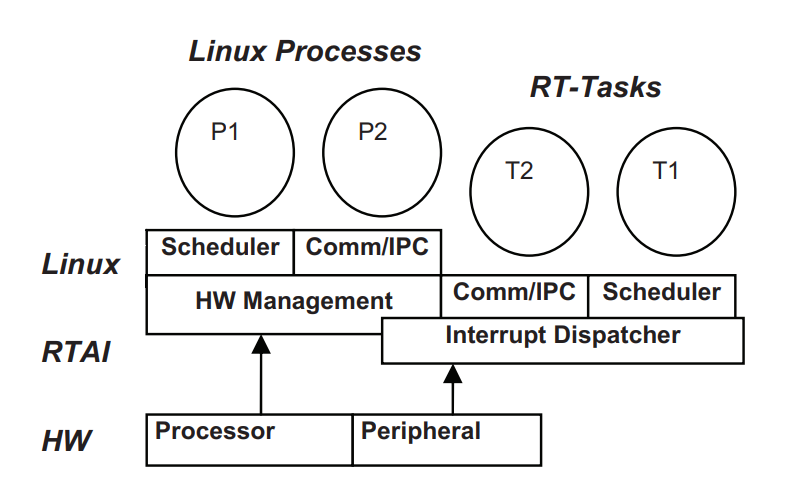 Linux Processes
RT-Tasks
P1
P2
T2
T1
Linux
Scheduler
Comm/IPC
HW Management
Comm/IPC
Scheduler
RTAI
Interrupt Dispatcher
HW
Processor
Peripheral